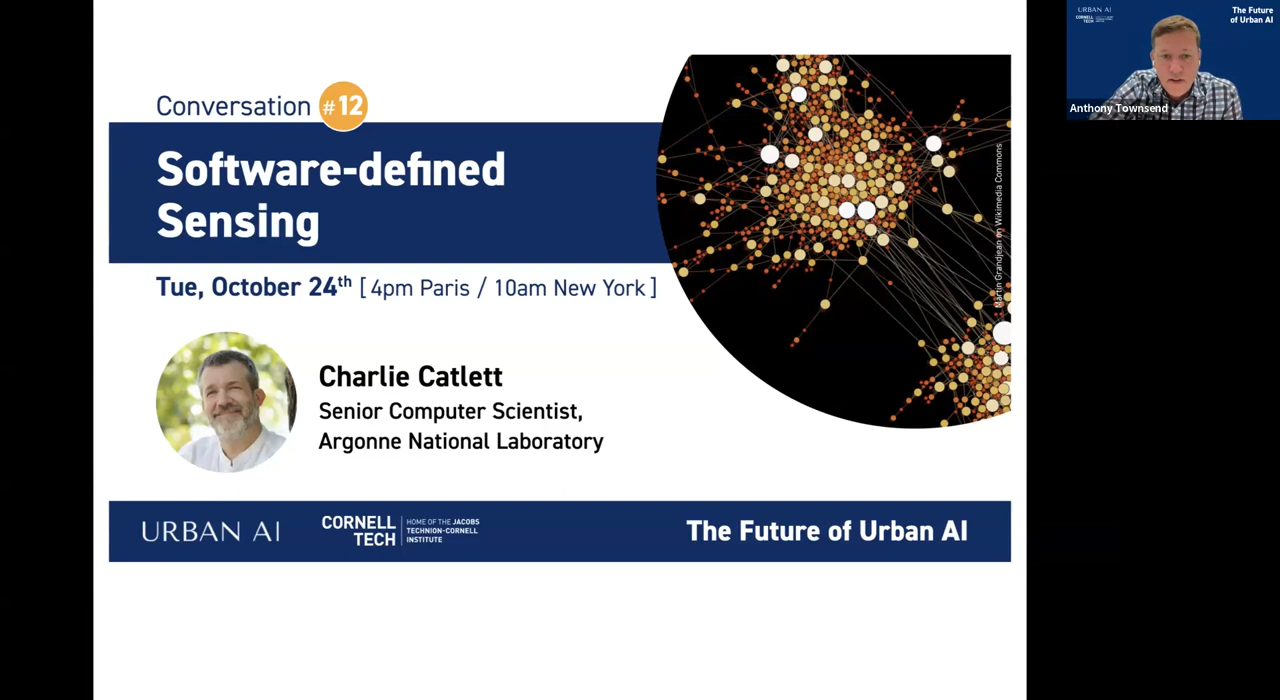 Conversation #12
Software-defined
Sensing
Tue, October 24th [ 4pm Paris / 10am New York ]
Charlie Catlett
Senior Computer Scientist,
Argonne National Laboratory
URBAN AI
CORNELL
TECH
HOME OF THE JACOBS
TECHNION-CORNELL
INSTITUTE
The Future of Urban AI
Martin Grandjean on Wikimedia Commons
URBAN AI
CORNELL
TECH
The Future
of Urban AI
Anthony Townsend